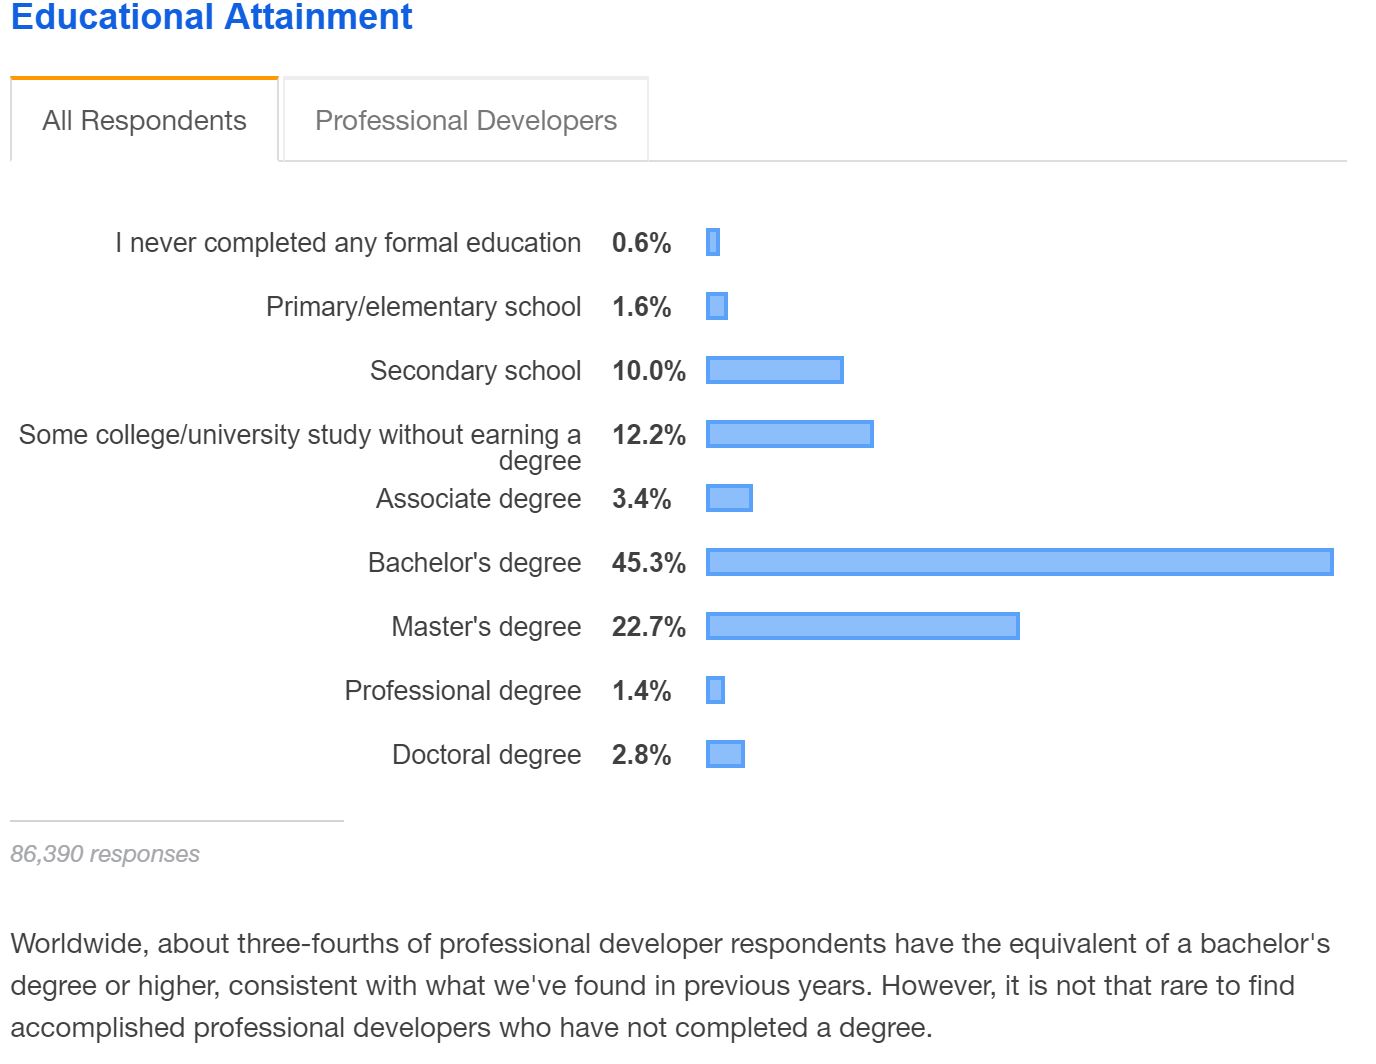 Educational Attainment
All Respondents
Professional Developers
I never completed any formal education 0.6%
Primary/elementary school 1.6%
Secondary school 10.0%
Some college/university study without earning a 12.2%
degree
Associate degree 3.4%
Bachelor's degree 45.3%
Master's degree 22.7%
Professional degree 1.4%
Doctoral degree 2.8%
86,390 responses
Worldwide, about three-fourths of professional developer respondents have the equivalent of a bachelor's
degree or higher, consistent with what we've found in previous years. However, it is not that rare to find
accomplished professional developers who have not completed a degree.